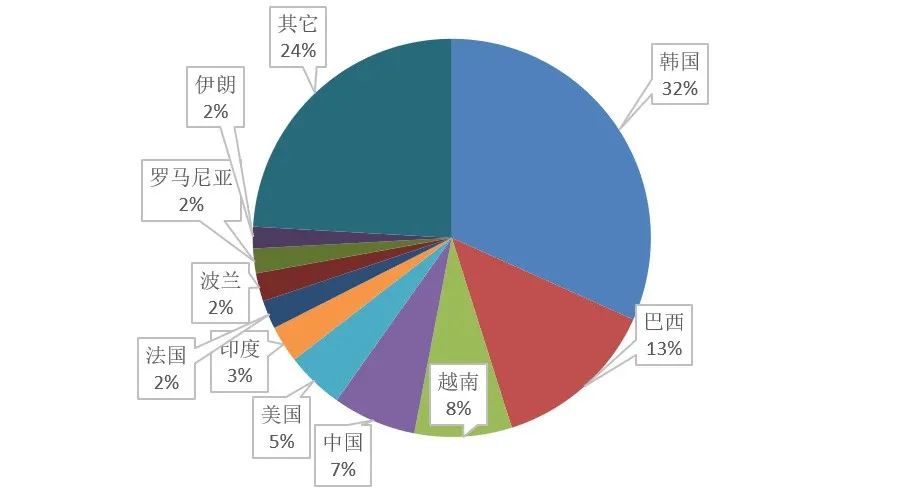 韩国
32%
巴西
13%
越南
8%
中国
7%
美国
5%
印度
3%
法国
2%
波兰
2%
罗马尼亚
2%
伊朗
2%
其它
24%